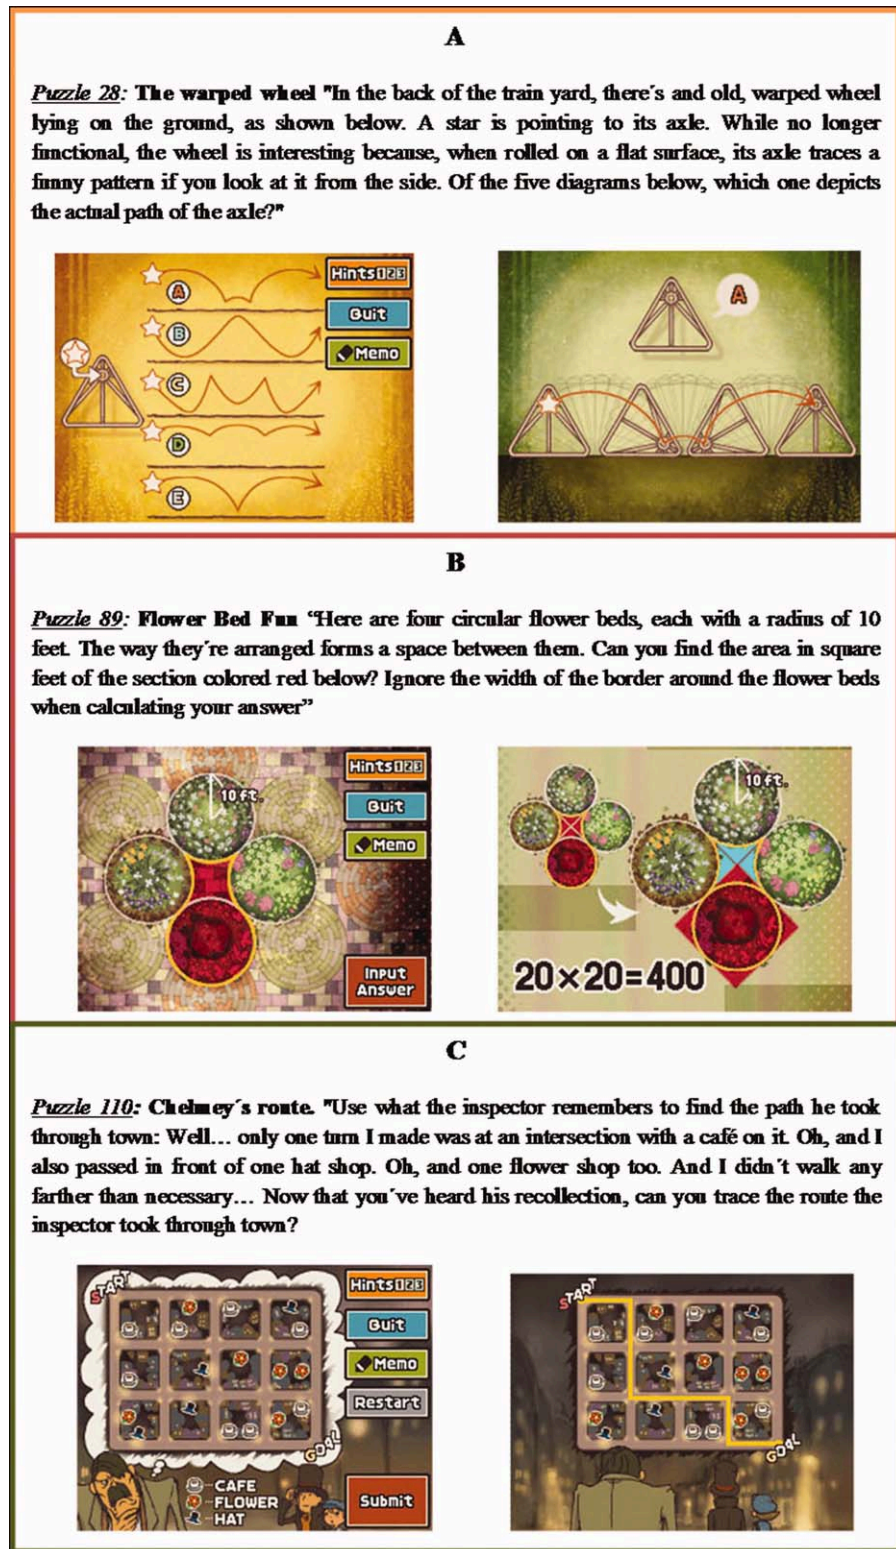 A
Puzzle 28: The warped wheel "In the back of the train yard, there´s and old, warped wheel
lying on the ground, as shown below. A star is pointing to its axle. While no longer
functional, the wheel is interesting because, when rolled on a flat surface, its axle traces a
funny pattern if you look at it from the side. Of the five diagrams below, which one depicts
the actual path of the axle?"
A
B
C
D
E
Hints 1 2 3
Quit
Memo
A
B
Puzzle 89: Flower Bed Fun “Here are four circular flower beds, each with a radius of 10
feet. The way they´re arranged forms a space between them. Can you find the area in square
feet of the section colored red below? Ignore the width of the border around the flower beds
when calculating your answer”
10 ft.
Hints 1 2 3
Quit
Memo
Input
Answer
10 ft.
20×20=400
C
Puzzle 110: Chelmey´s route. "Use what the inspector remembers to find the path he took
through town: Well… only one turn I made was at an intersection with a café on it. Oh, and I
also passed in front of one hat shop. Oh, and one flower shop too. And I didn´t walk any
farther than necessary… Now that you´ve heard his recollection, can you trace the route the
inspector took through town?
START
GOAL
CAFE
FLOWER
HAT
Hints 1 2 3
Quit
Memo
Restart
Submit
START
GOAL